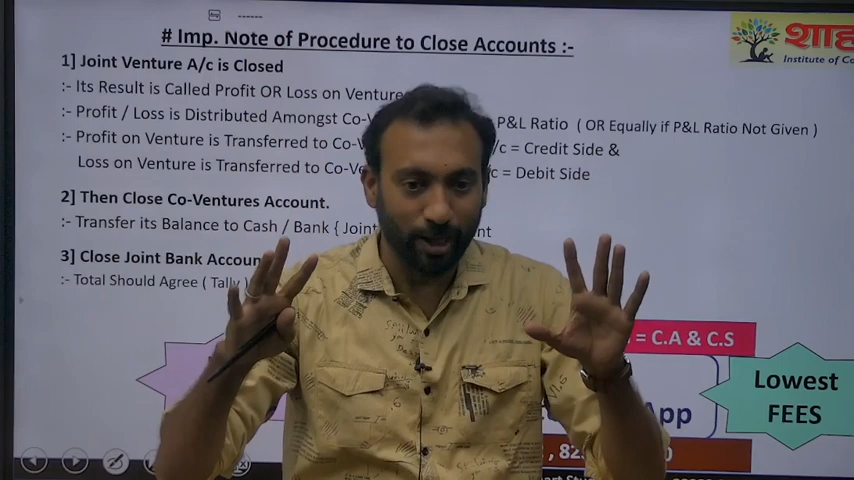 # Imp. Note of Procedure to Close Accounts :-
शाह
Institute of Co
1] Joint Venture A/c is Closed
:- Its Result is Called Profit OR Loss on Venture
:- Profit / Loss is Distributed Amongst Co-V P&L Ratio ( OR Equally if P&L Ratio Not Given )
:- Profit on Venture is Transferred to Co-V /c = Credit Side &
Loss on Venture is Transferred to Co-Ve c = Debit Side
2] Then Close Co-Ventures Account.
:- Transfer its Balance to Cash / Bank { Joint nt
3] Close Joint Bank Accoun
:- Total Should Agree ( Tally )
= C.A & C.S
Lowest
FEES
App
, 82